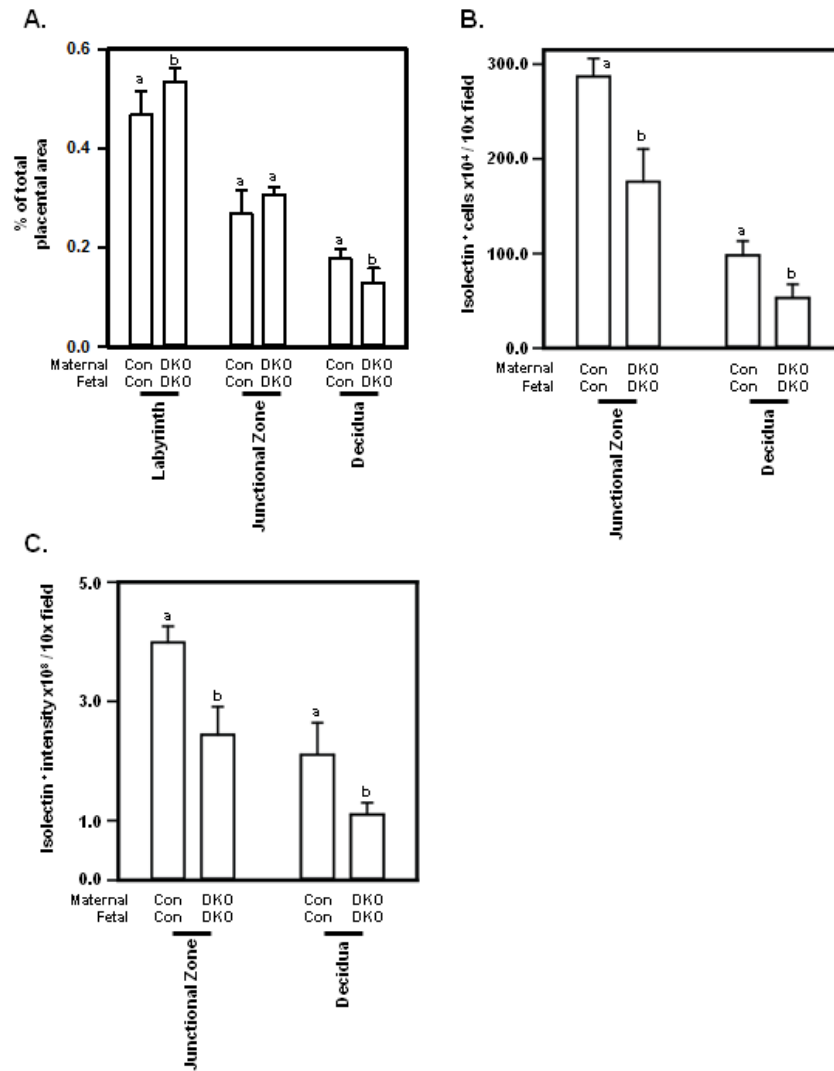 A.
% of total
placental area
0.6
0.4
0.2
0.0
a b
a a
a b
Maternal Con DKO Con DKO Con DKO
Fetal Con DKO Con DKO Con DKO
Labyrinth
Junctional Zone
Decidua
B.
Isolectin ⁺ cells x10⁴ / 10x field
300.0
200.0
100.0
0.0
a
b
a
b
Maternal Con DKO Con DKO
Fetal Con DKO Con DKO
Junctional Zone
Decidua
C.
Isolectin ⁺ intensity x10⁸ / 10x field
5.0
3.0
1.0
0.0
a
b
a
b
Maternal Con DKO Con DKO
Fetal Con DKO Con DKO
Junctional Zone
Decidua